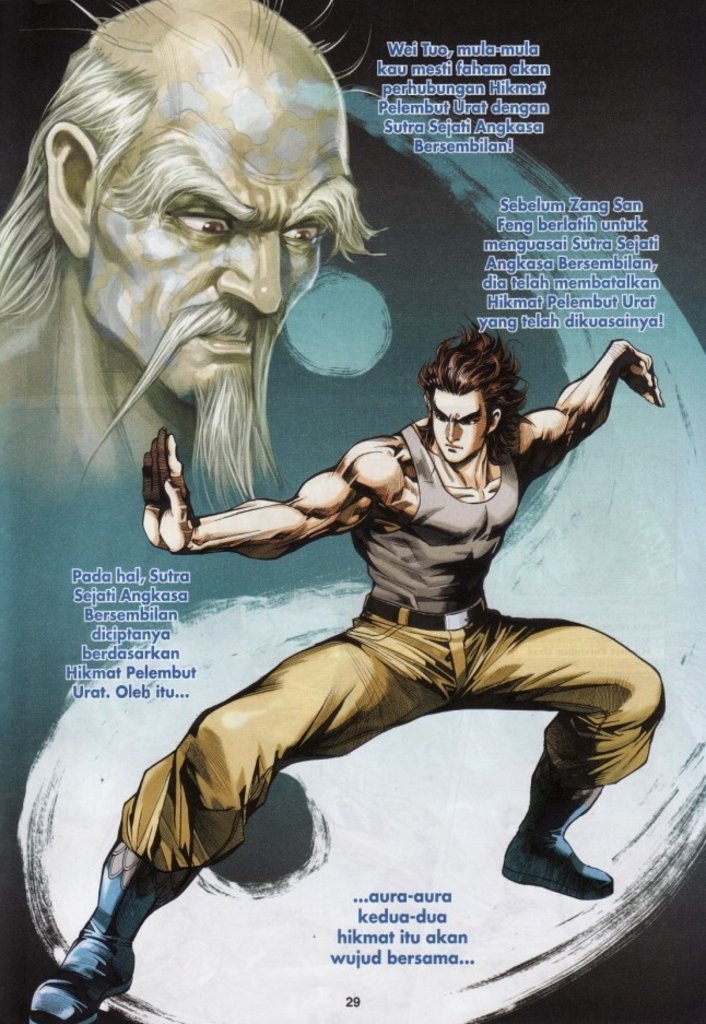 Wei Tuo, mula-mula
kau mesti faham akan
perhubungan Hikmat
Pelembut Urat dengan
Sutra Sejati Angkasa
Bersembilan!
Sebelum Zang San
Feng berlatih untuk
menguasai Sutra Sejati
Angkasa Bersembilan,
dia telah membatalkan
Hikmat Pelembut Urat
yang telah dikuasainya!
Pada hal, Sutra
Sejati Angkasa
Bersembilan
diciptanya
berdasarkan
Hikmat Pelembut
Urat. Oleh itu...
...aura-aura
kedua-dua
hikmat itu akan
wujud bersama...
29